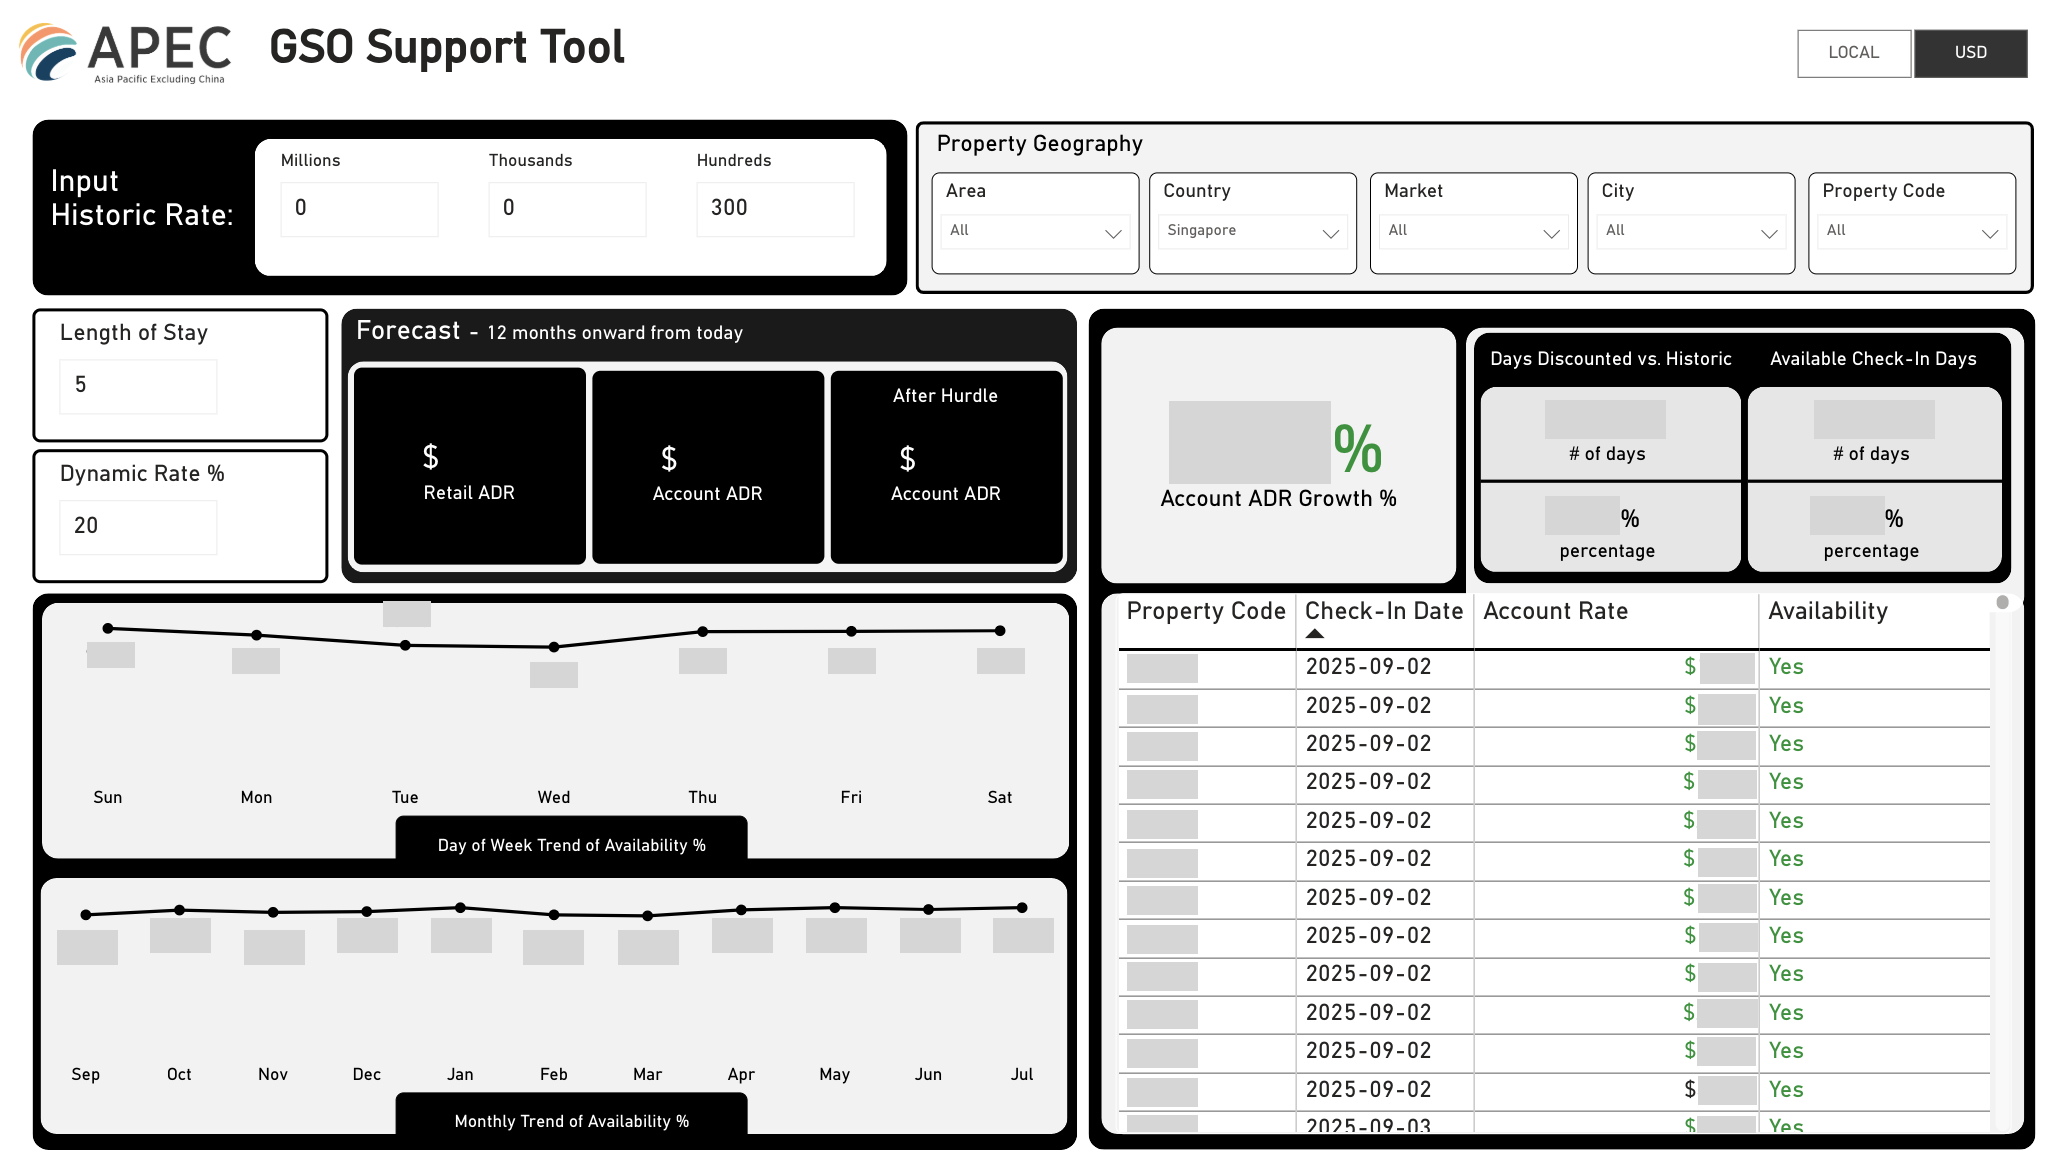 APEC
Asia Pacific Excluding China
GSO Support Tool
LOCAL
USD
Input
Historic Rate:
Millions
Thousands
Hundreds
0
0
300
Property Geography
Area
Country
Market
City
Property Code
All
Singapore
All
All
All
Length of Stay
5
Dynamic Rate %
20
Forecast - 12 months onward from today
After Hurdle
$
$
$
Retail ADR
Account ADR
Account ADR
%
Account ADR Growth %
Days Discounted vs. Historic
Available Check-In Days
# of days
# of days
%
%
percentage
percentage
Sun Mon Tue Wed Thu Fri Sat
Day of Week Trend of Availability %
Sep Oct Nov Dec Jan Feb Mar Apr May Jun Jul
Monthly Trend of Availability %
Property Code Check-In Date Account Rate Availability
2025-09-02 $ Yes
2025-09-02 $ Yes
2025-09-02 $ Yes
2025-09-02 $ Yes
2025-09-02 $ Yes
2025-09-02 $ Yes
2025-09-02 $ Yes
2025-09-02 $ Yes
2025-09-02 $ Yes
2025-09-02 $ Yes
2025-09-02 $ Yes
2025-09-02 $ Yes
2025-09-03 $ Yes